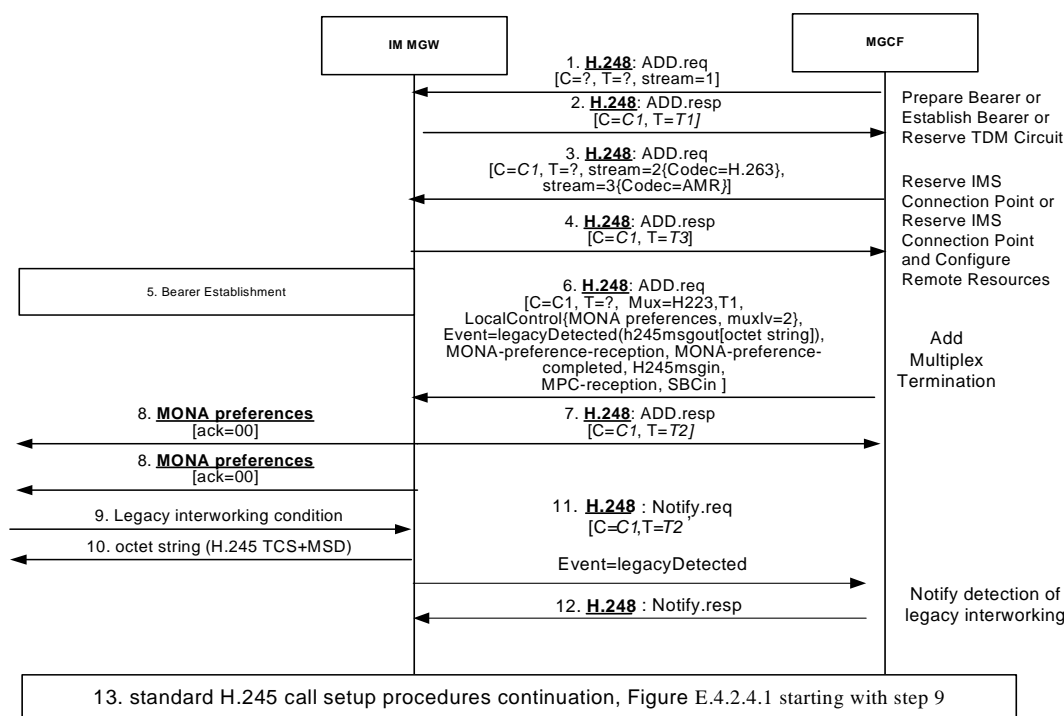 IM MGW
MGCF
1. H.248: ADD.req
[C=?, T=?, stream=1]
2. H.248: ADD.resp
[C=C1, T=T1]
Prepare Bearer or
Establish Bearer or
Reserve TDM Circuit
3. H.248: ADD.req
[C=C1, T=?, stream=2{Codec=H.263},
stream=3{Codec=AMR}]
4. H.248: ADD.resp
[C=C1, T=T3]
Reserve IMS
Connection Point or
Reserve IMS
Connection Point
and Configure
Remote Resources
5. Bearer Establishment
6. H.248: ADD.req
[C=C1, T=?, Mux=H223,T1,
LocalControl{MONA preferences, muxlv=2},
Event=legacyDetected(h245msgout[octet string]),
MONA-preference-reception, MONA-preference-
completed, H245msgin,
MPC-reception, SBCin ]
Add
Multiplex
Termination
8. MONA preferences
[ack=00]
7. H.248: ADD.resp
[C=C1, T=T2]
8. MONA preferences
[ack=00]
9. Legacy interworking condition
10. octet string (H.245 TCS+MSD)
11. H.248 : Notify.req
[C=C1,T=T2 ,
Event=legacyDetected
12. H.248 : Notify.resp
Notify detection of
legacy interworking
13. standard H.245 call setup procedures continuation, Figure E.4.2.4.1 starting with step 9